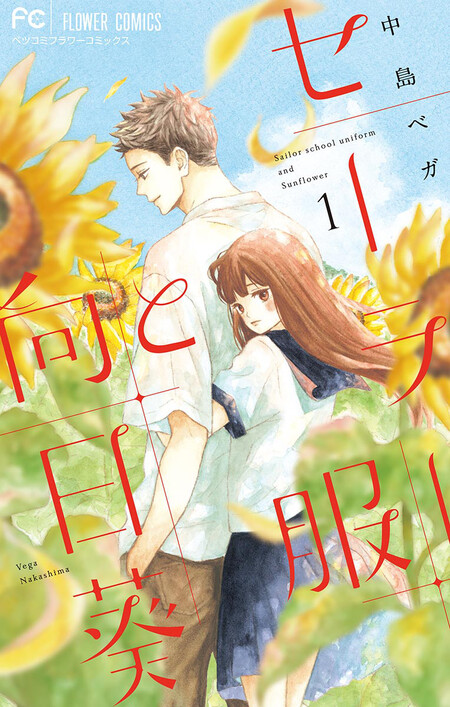 FC
FLOWER COMICS
ベツコミフラワーコミックス
中島ベガ
セーラー服
と
向日葵
Sailor school uniform
and
Sunflower
1
Vega
Nakashima